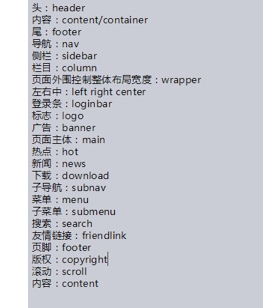 头：header
内容：content/container
尾：footer
导航：nav
侧栏：sidebar
栏目：column
页面外围控制整体布局宽度：wrapper
左右中：left right center
登录条：loginbar
标志：logo
广告：banner
页面主体：main
热点：hot
新闻：news
下载：download
子导航：subnav
菜单：menu
子菜单：submenu
搜索：search
友情链接：friendlink
页脚：footer
版权：copyright
滚动：scroll
内容：content